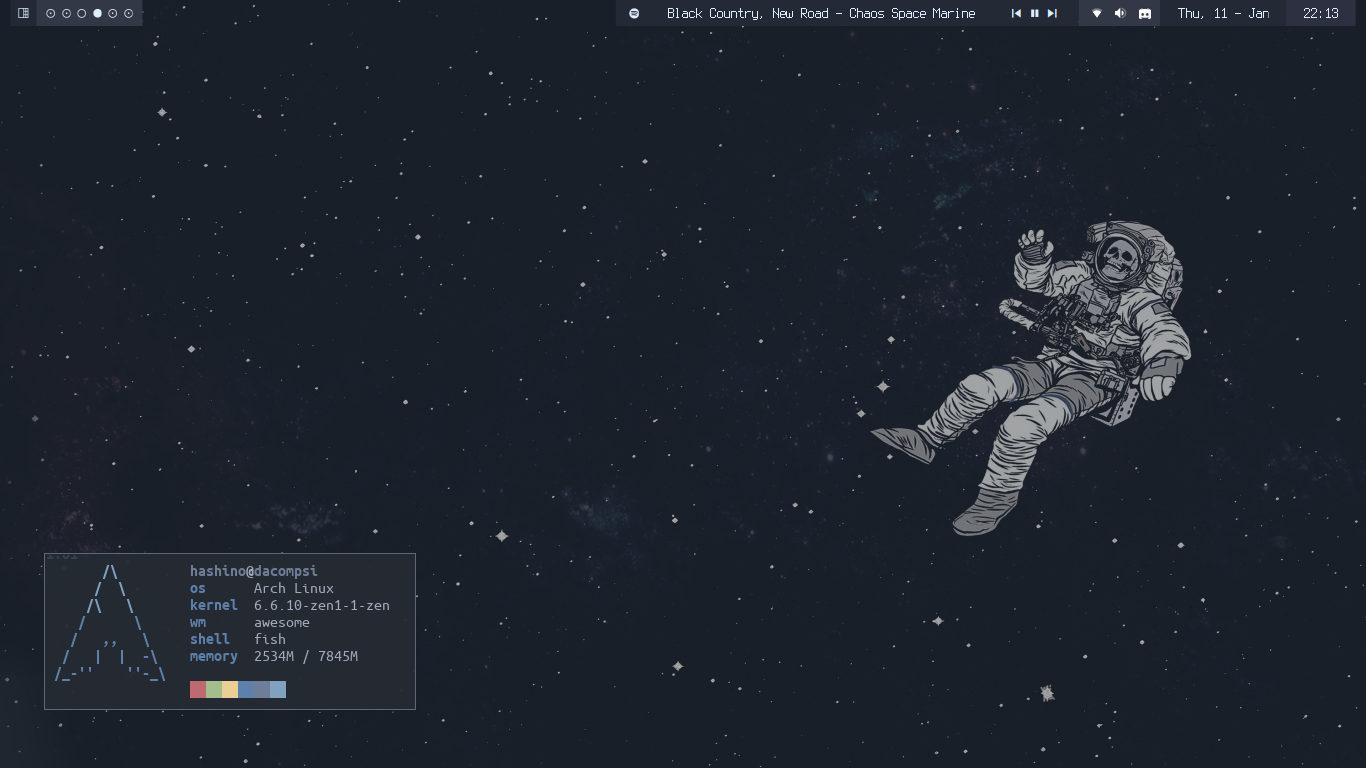 Black Country, New Road - Chaos Space Marine
Thu, 11 - Jan
22:13
hashino@dacompsi
os Arch Linux
kernel 6.6.10-zen1-1-zen
wm awesome
shell fish
memory 2534M / 7845M